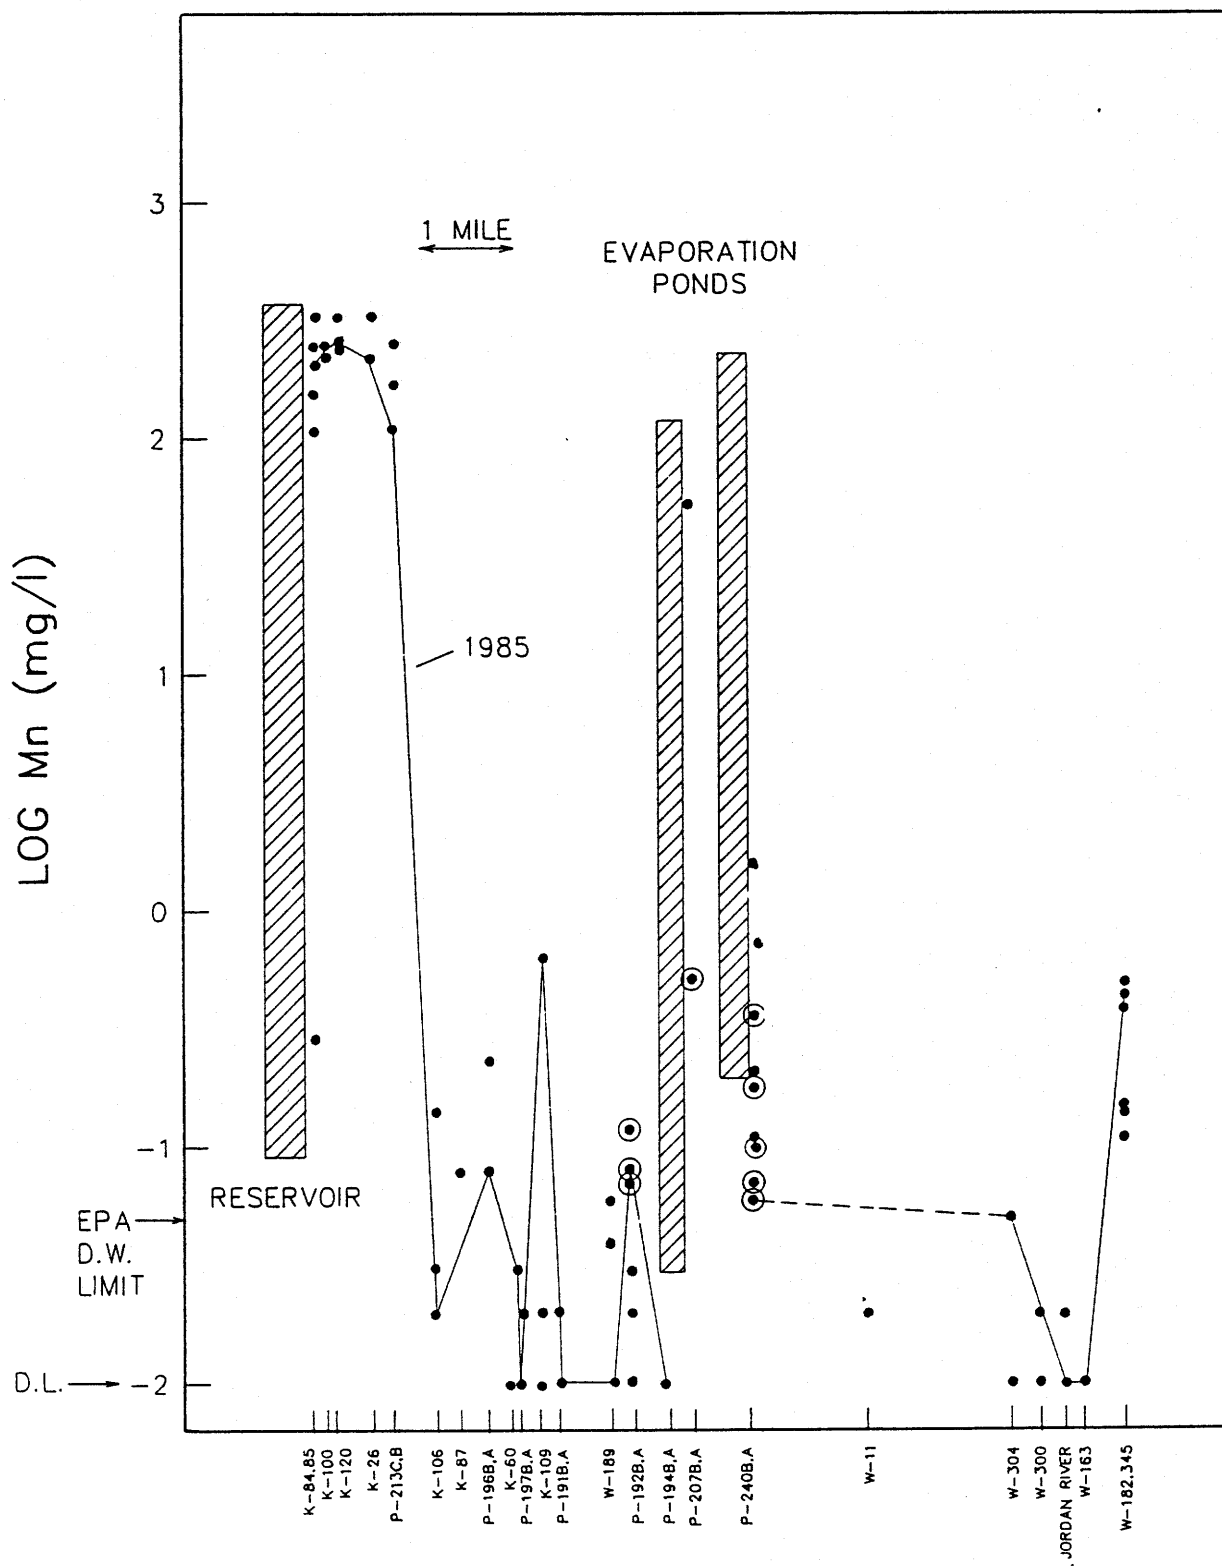 3
1 MILE
EVAPORATION
PONDS
2
LOG Mn (mg/l)
1
1985
0
-1
RESERVOIR
EPA
D.W.
LIMIT
D.L.
-2
K-84,85
K-100
K-120
K-26
P-213C,B
K-106
K-87
P-196B,A
K-60
P-197B,A
K-109
P-191B,A
W-189
P-192B,A
P-194B,A
P-207B,A
P-240B,A
W-11
W-304
W-300
JORDAN RIVER
W-163
W-182,345